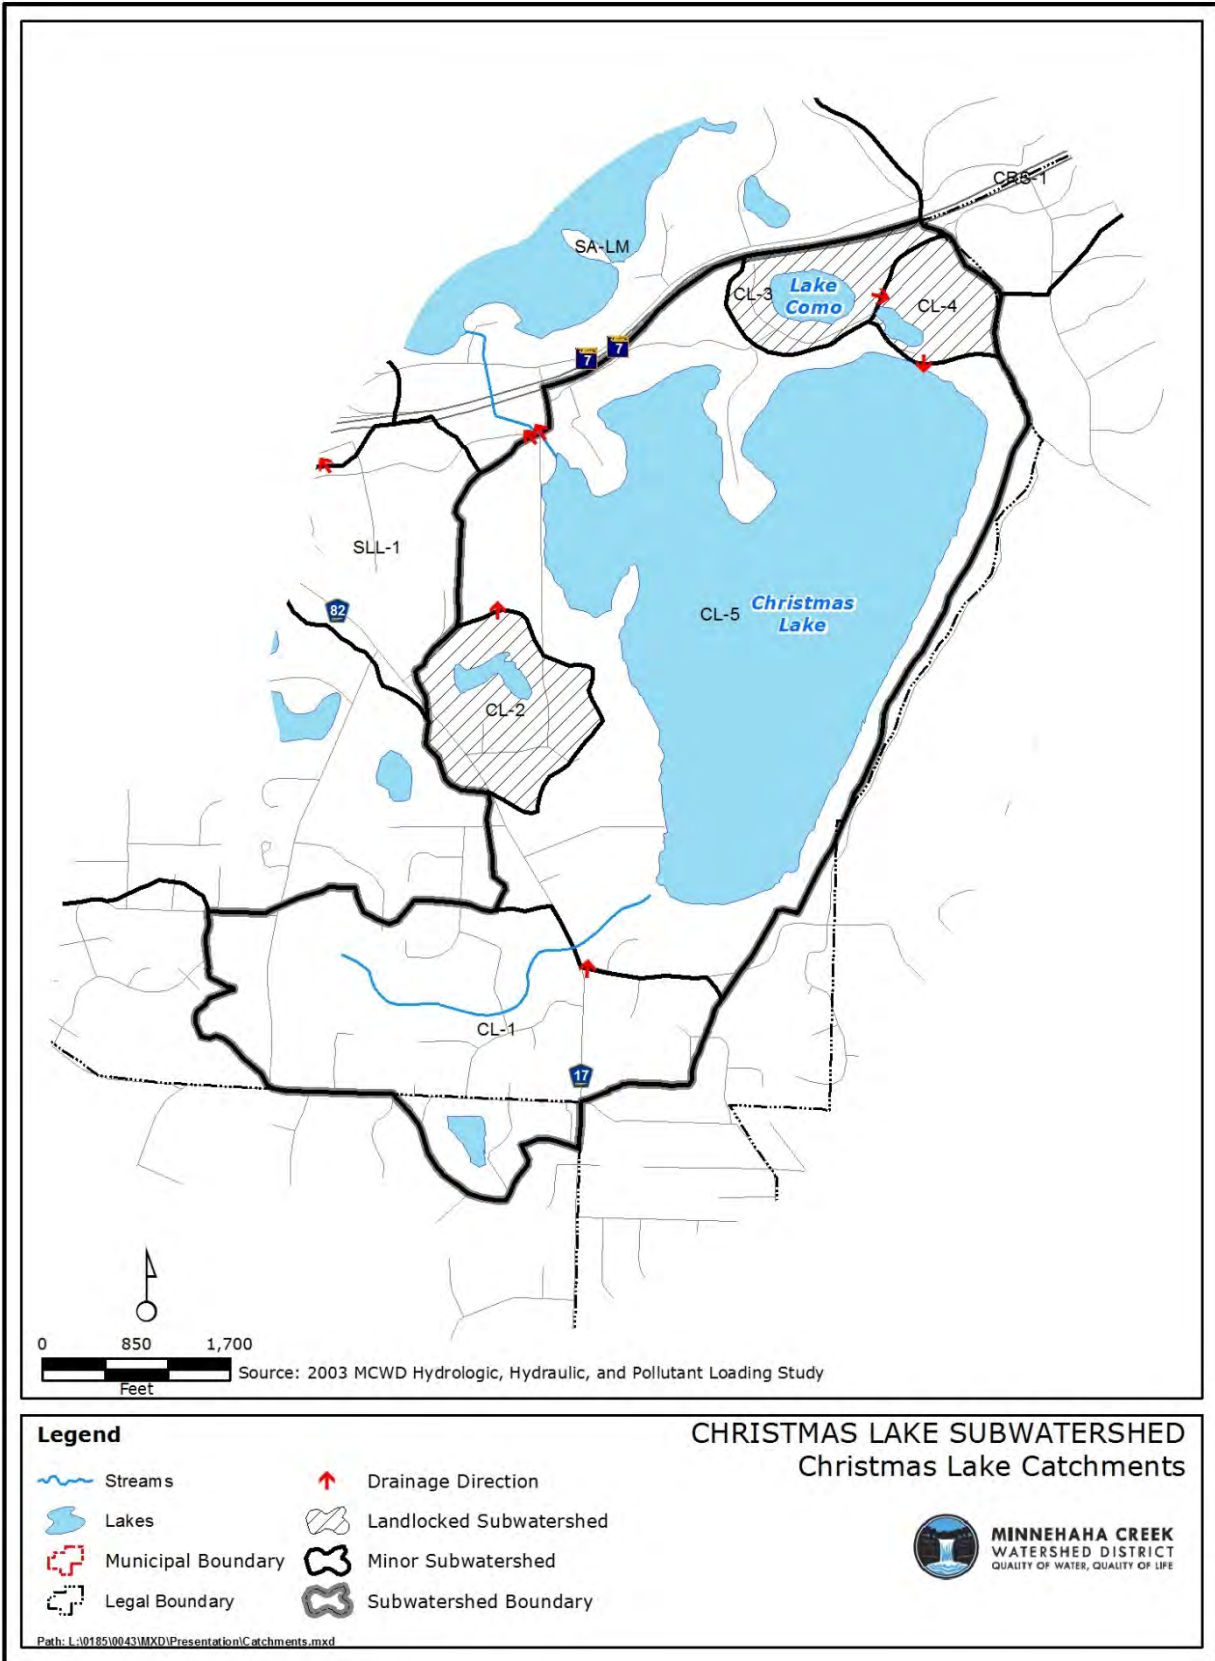 CRS-1
SA-LM
CL-3
Lake
Como
CL-4
7
7
SLL-1
82
CL-5
Christmas
Lake
CL-2
CL-1
17
0 850 1,700
Feet
Source: 2003 MCWD Hydrologic, Hydraulic, and Pollutant Loading Study
Legend
Streams
Lakes
Municipal Boundary
Legal Boundary
Drainage Direction
Landlocked Subwatershed
Minor Subwatershed
Subwatershed Boundary
CHRISTMAS LAKE SUBWATERSHED
Christmas Lake Catchments
MINNEHAHA CREEK
WATERSHED DISTRICT
QUALITY OF WATER, QUALITY OF LIFE
Path: L:\0185\0043\MXD\Presentation\Catchments.mxd